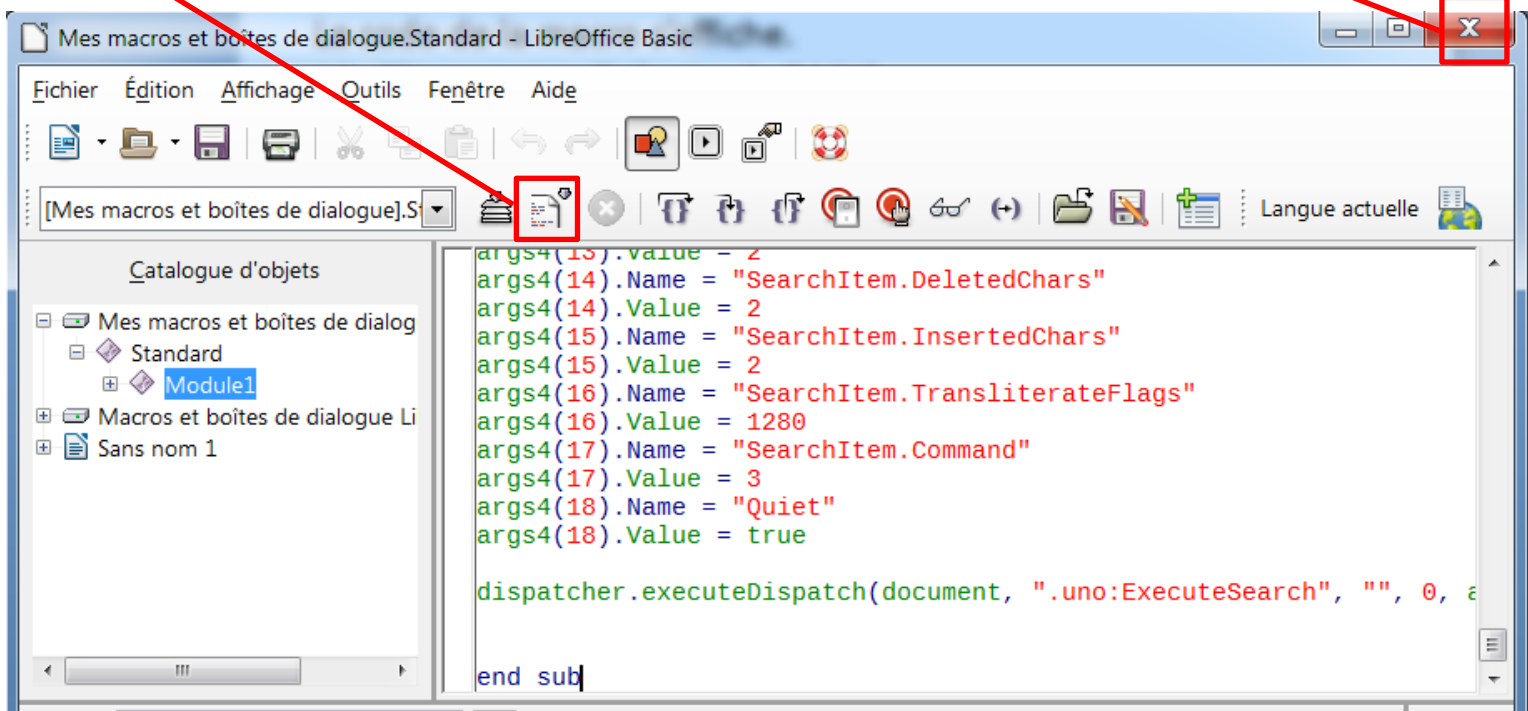 Mes macros et boîtes de dialogue.Standard - LibreOffice Basic
Fichier Édition Affichage Outils Fenêtre Aide
[Mes macros et boîtes de dialogue].S
Langue actuelle
Catalogue d'objets
Mes macros et boîtes de dialog
Standard
Module1
Macros et boîtes de dialogue Li
Sans nom 1
args4(13).Value = 2
args4(14).Name = "SearchItem.DeletedChars"
args4(14).Value = 2
args4(15).Name = "SearchItem.InsertedChars"
args4(15).Value = 2
args4(16).Name = "SearchItem.TransliterateFlags"
args4(16).Value = 1280
args4(17).Name = "SearchItem.Command"
args4(17).Value = 3
args4(18).Name = "Quiet"
args4(18).Value = true
dispatcher.executeDispatch(document, ".uno:ExecuteSearch", "", 0, a
end sub